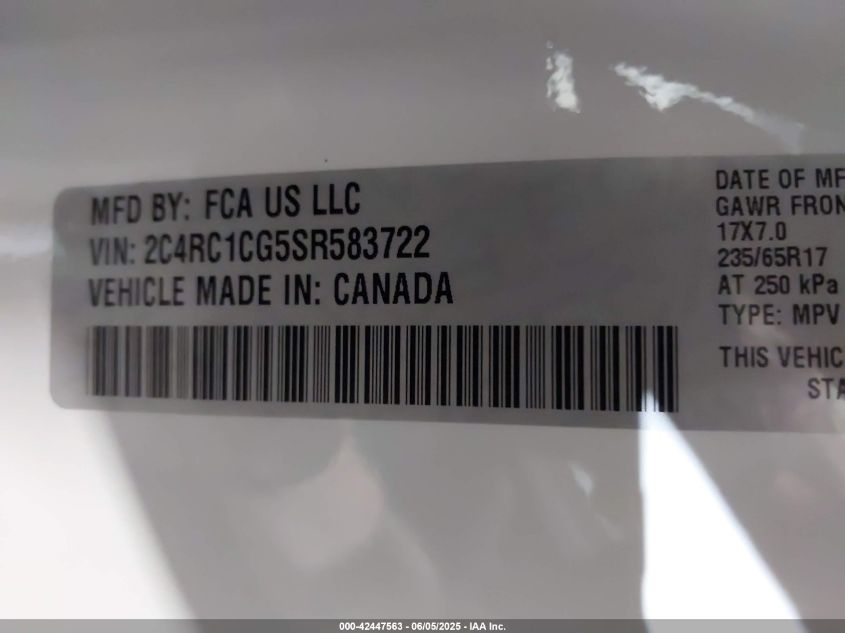 MFD BY: FCA US LLC
VIN: 2C4RC1CG5SR583722
VEHICLE MADE IN: CANADA
DATE OF MF
GAWR FRON
17X7.0
235/65R17
AT 250 kPa
TYPE: MPV
THIS VEHIC
STA
000-42447563 - 06/05/2025 - IAA Inc.